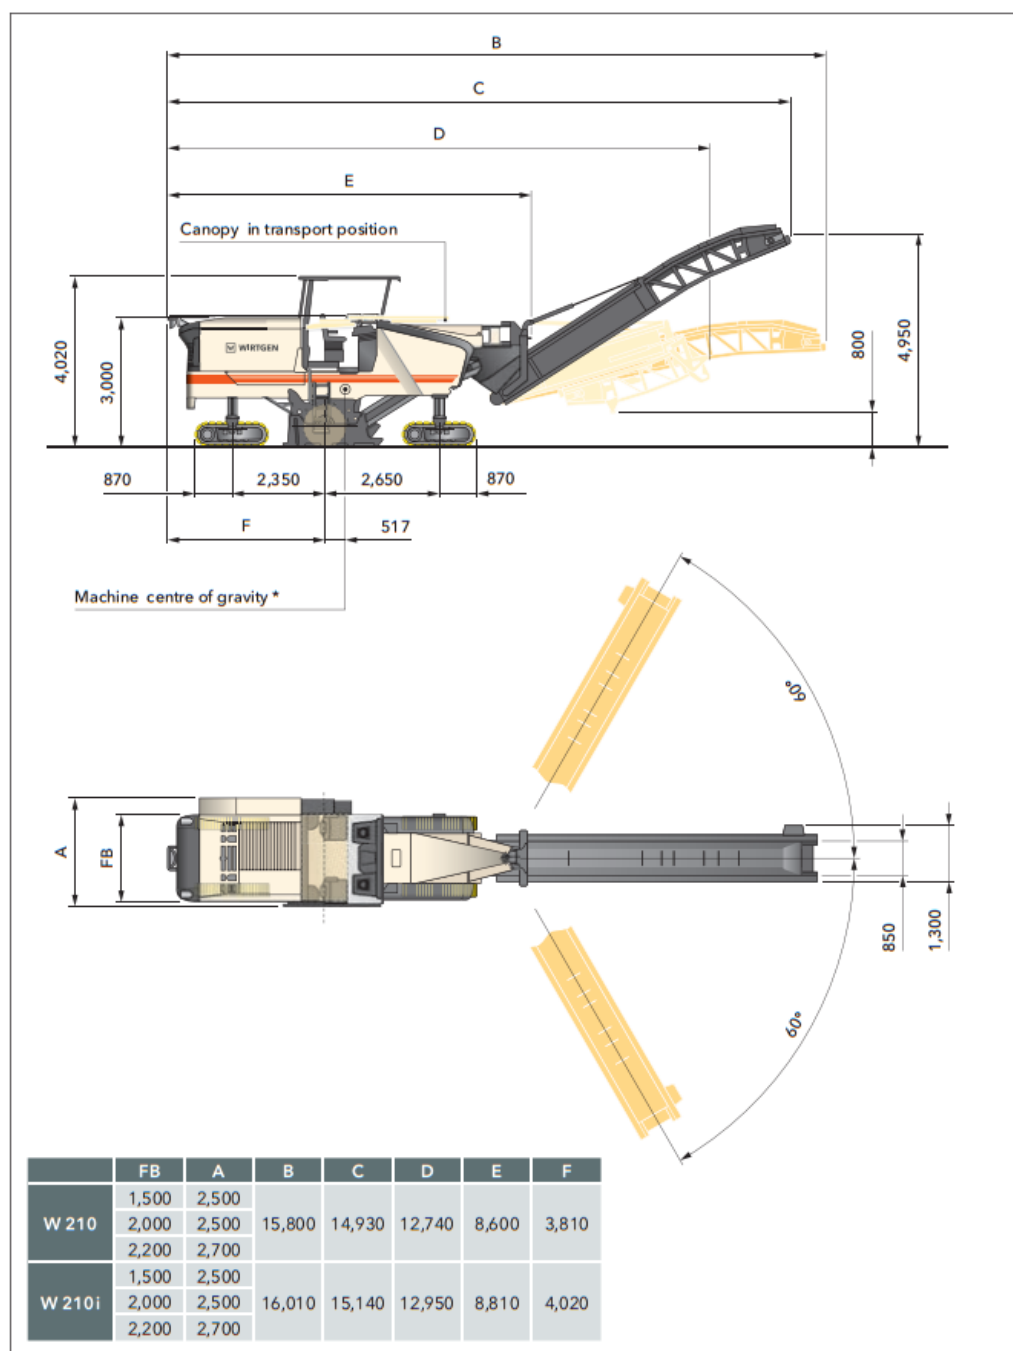 B
C
D
E
Canopy in transport position
4,020
3,000
WIRTGEN
800
4,950
870
2,350
2,650
870
F
517
Machine centre of gravity *
60°
A
FB
850
1,300
60°
FB A B C D E F
W 210
1,500 2,500
2,000 2,500 15,800 14,930 12,740 8,600 3,810
2,200 2,700
W 210i
1,500 2,500
2,000 2,500 16,010 15,140 12,950 8,810 4,020
2,200 2,700